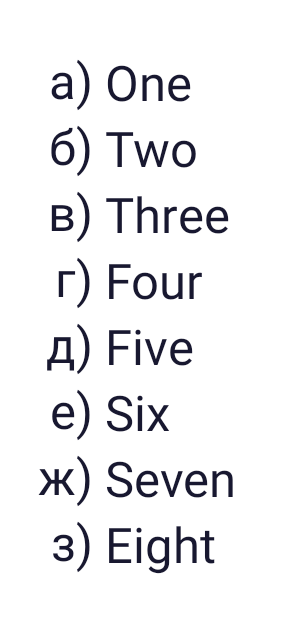 а) One
б) Two
в) Three
г) Four
д) Five
е) Six
ж) Seven
з) Eight